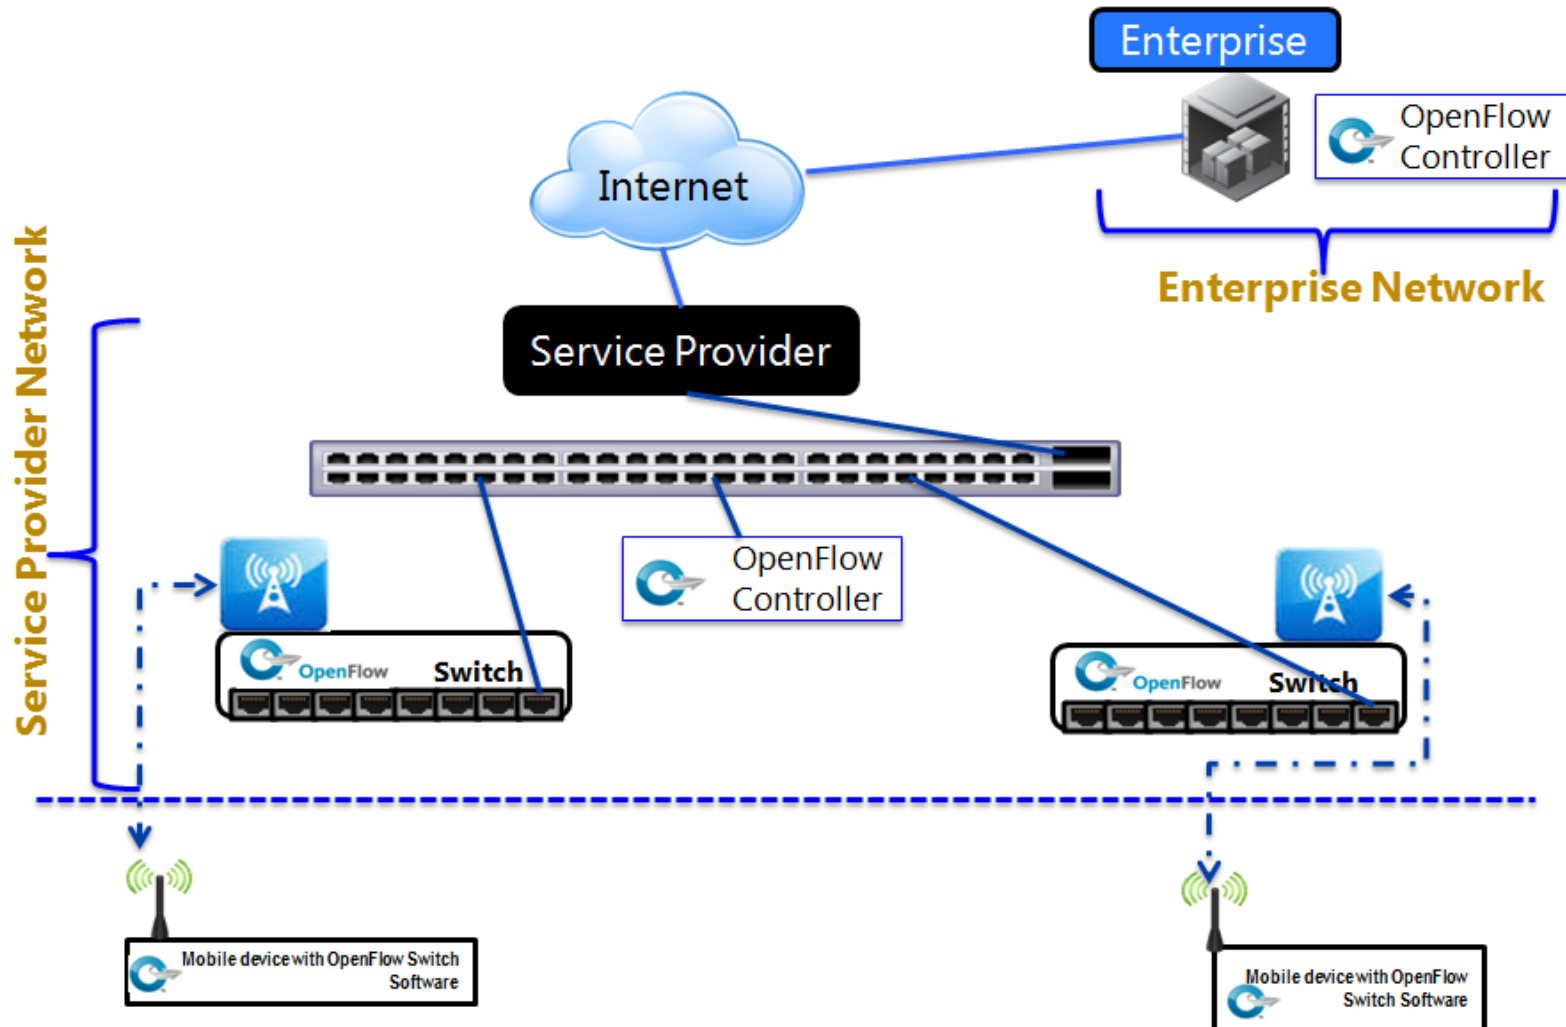 Enterprise
OpenFlow
Controller
Internet
Enterprise Network
Service Provider Network
Service Provider
OpenFlow
Controller
OpenFlow Switch
OpenFlow Switch
Mobile device with OpenFlow Switch
Software
Mobile device with OpenFlow
Switch Software